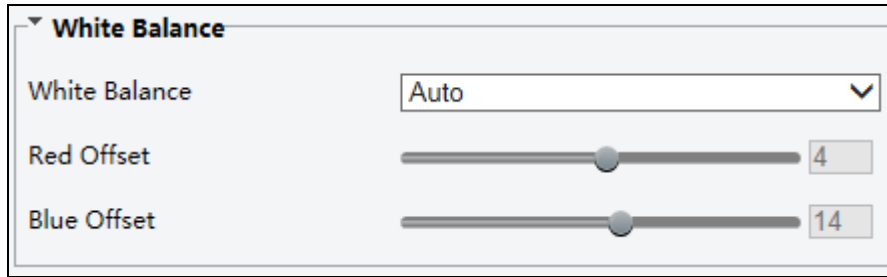 White Balance
White Balance Auto
Red Offset 4
Blue Offset 14